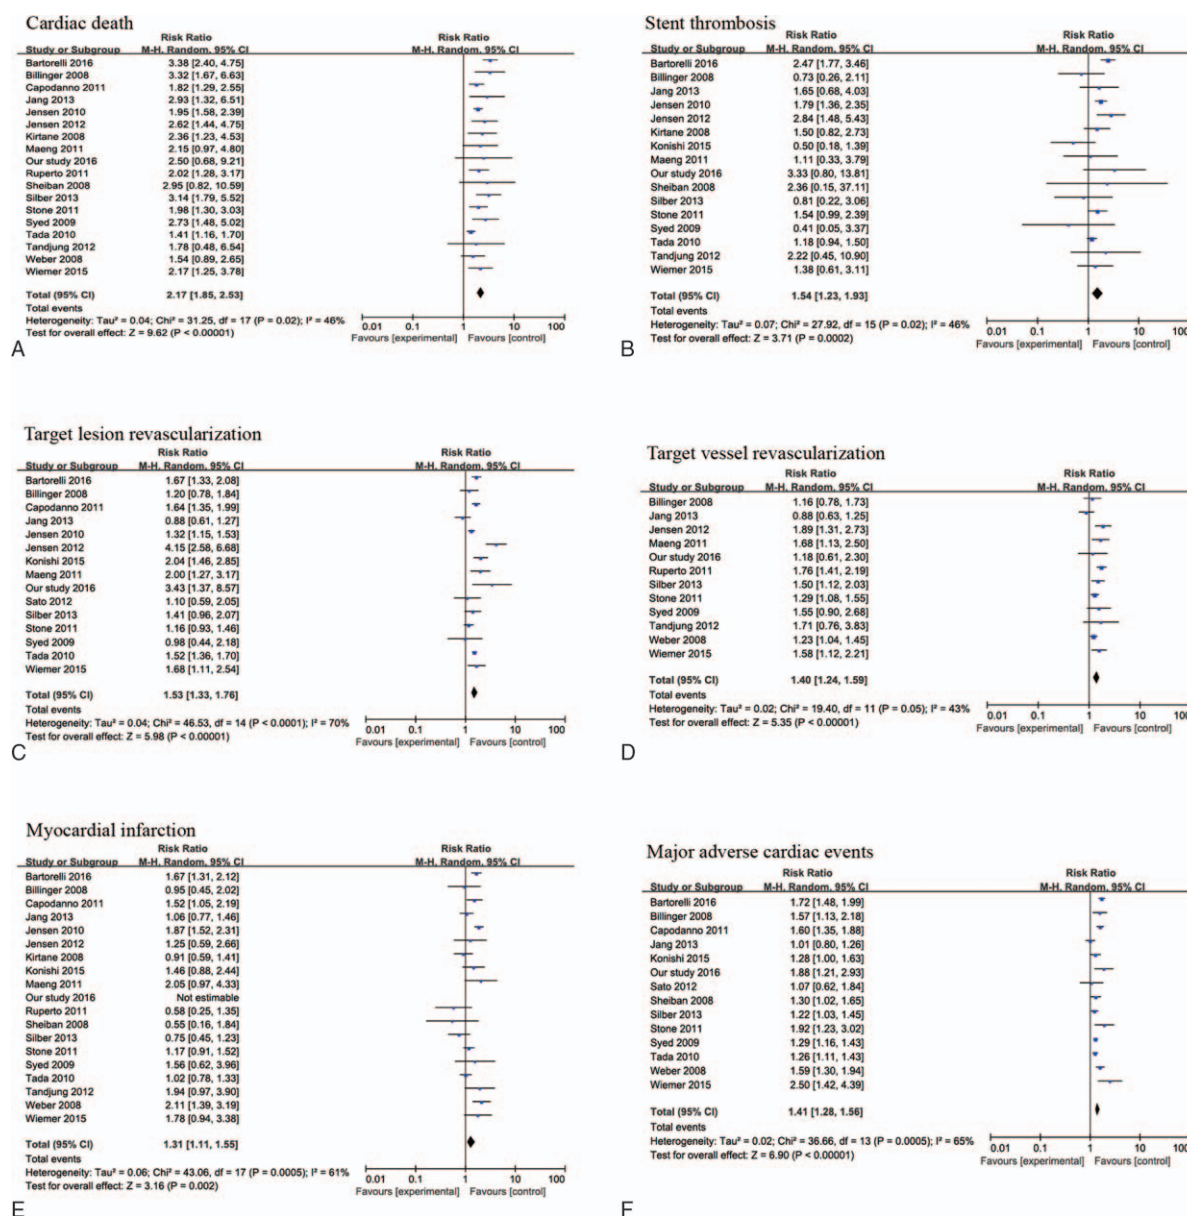 Cardiac death
Risk Ratio Risk Ratio
Study or Subgroup M-H, Random, 95% CI M-H, Random, 95% CI
Bartorelli 2016 3.38 [2.40, 4.75]
Billinger 2008 3.32 [1.67, 6.63]
Capodanno 2011 1.82 [1.29, 2.55]
Jang 2013 2.93 [1.32, 6.51]
Jensen 2010 1.95 [1.58, 2.39]
Jensen 2012 2.62 [1.44, 4.75]
Kirtane 2008 2.36 [1.23, 4.53]
Maeng 2011 2.15 [0.97, 4.80]
Our study 2016 2.50 [0.68, 9.21]
Ruperto 2011 2.02 [1.28, 3.17]
Sheiban 2008 2.95 [0.82, 10.59]
Silber 2013 3.14 [1.79, 5.52]
Stone 2011 1.98 [1.30, 3.03]
Syed 2009 2.73 [1.48, 5.02]
Tada 2010 1.41 [1.16, 1.70]
Tandjung 2012 1.78 [0.48, 6.54]
Weber 2008 1.54 [0.89, 2.65]
Wiemer 2015 2.17 [1.25, 3.78]
Total (95% CI) 2.17 [1.85, 2.53]
Total events
Heterogeneity: Tau² = 0.04; Chi² = 31.25, df = 17 (P = 0.02); I² = 46%
Test for overall effect: Z = 9.62 (P < 0.00001)
0.01 0.1 1 10 100
Favours [experimental] Favours [control]
A
Stent thrombosis
Risk Ratio Risk Ratio
Study or Subgroup M-H, Random, 95% CI M-H, Random, 95% CI
Bartorelli 2016 2.47 [1.77, 3.46]
Billinger 2008 0.73 [0.26, 2.11]
Jang 2013 1.65 [0.68, 4.03]
Jensen 2010 1.79 [1.36, 2.35]
Jensen 2012 2.84 [1.48, 5.43]
Kirtane 2008 1.50 [0.82, 2.73]
Konishi 2015 0.50 [0.18, 1.39]
Maeng 2011 1.11 [0.33, 3.79]
Our study 2016 3.33 [0.80, 13.81]
Sheiban 2008 2.36 [0.15, 37.11]
Silber 2013 0.81 [0.22, 3.06]
Stone 2011 1.54 [0.99, 2.39]
Syed 2009 0.41 [0.05, 3.37]
Tada 2010 1.18 [0.94, 1.50]
Tandjung 2012 2.22 [0.45, 10.90]
Wiemer 2015 1.38 [0.61, 3.11]
Total (95% CI) 1.54 [1.23, 1.93]
Total events
Heterogeneity: Tau² = 0.07; Chi² = 27.92, df = 15 (P = 0.02); I² = 46%
Test for overall effect: Z = 3.71 (P = 0.0002)
0.01 0.1 1 10 100
Favours [experimental] Favours [control]
B
Target lesion revascularization
Risk Ratio Risk Ratio
Study or Subgroup M-H, Random, 95% CI M-H, Random, 95% CI
Bartorelli 2016 1.67 [1.33, 2.08]
Billinger 2008 1.20 [0.78, 1.84]
Capodanno 2011 1.64 [1.35, 1.99]
Jang 2013 0.88 [0.61, 1.27]
Jensen 2010 1.32 [1.15, 1.53]
Jensen 2012 4.15 [2.58, 6.68]
Konishi 2015 2.04 [1.46, 2.85]
Maeng 2011 2.00 [1.27, 3.17]
Our study 2016 3.43 [1.37, 8.57]
Sato 2012 1.10 [0.59, 2.05]
Silber 2013 1.41 [0.96, 2.07]
Stone 2011 1.16 [0.93, 1.46]
Syed 2009 0.98 [0.44, 2.18]
Tada 2010 1.52 [1.36, 1.70]
Wiemer 2015 1.68 [1.11, 2.54]
Total (95% CI) 1.53 [1.33, 1.76]
Total events
Heterogeneity: Tau² = 0.04; Chi² = 46.53, df = 14 (P < 0.0001); I² = 70%
Test for overall effect: Z = 5.98 (P < 0.00001)
0.01 0.1 1 10 100
Favours [experimental] Favours [control]
C
Target vessel revascularization
Risk Ratio Risk Ratio
Study or Subgroup M-H, Random, 95% CI M-H, Random, 95% CI
Billinger 2008 1.16 [0.78, 1.73]
Jang 2013 0.88 [0.63, 1.25]
Jensen 2012 1.89 [1.31, 2.73]
Maeng 2011 1.68 [1.13, 2.50]
Our study 2016 1.18 [0.61, 2.30]
Ruperto 2011 1.76 [1.41, 2.19]
Silber 2013 1.50 [1.12, 2.03]
Stone 2011 1.29 [1.08, 1.55]
Syed 2009 1.55 [0.90, 2.68]
Tandjung 2012 1.71 [0.76, 3.83]
Weber 2008 1.23 [1.04, 1.45]
Wiemer 2015 1.58 [1.12, 2.21]
Total (95% CI) 1.40 [1.24, 1.59]
Total events
Heterogeneity: Tau² = 0.02; Chi² = 19.40, df = 11 (P = 0.05); I² = 43%
Test for overall effect: Z = 5.35 (P < 0.00001)
0.01 0.1 1 10 100
Favours [experimental] Favours [control]
D
Myocardial infarction
Risk Ratio Risk Ratio
Study or Subgroup M-H, Random, 95% CI M-H, Random, 95% CI
Bartorelli 2016 1.67 [1.31, 2.12]
Billinger 2008 0.95 [0.45, 2.02]
Capodanno 2011 1.52 [1.05, 2.19]
Jang 2013 1.06 [0.77, 1.46]
Jensen 2010 1.87 [1.52, 2.31]
Jensen 2012 1.25 [0.59, 2.66]
Kirtane 2008 0.91 [0.59, 1.41]
Konishi 2015 1.46 [0.88, 2.44]
Maeng 2011 2.05 [0.97, 4.33]
Our study 2016 Not estimable
Ruperto 2011 0.58 [0.25, 1.35]
Sheiban 2008 0.55 [0.16, 1.84]
Silber 2013 0.75 [0.45, 1.23]
Stone 2011 1.17 [0.91, 1.52]
Syed 2009 1.56 [0.62, 3.96]
Tada 2010 1.02 [0.78, 1.33]
Tandjung 2012 1.94 [0.97, 3.90]
Weber 2008 2.11 [1.39, 3.19]
Wiemer 2015 1.78 [0.94, 3.38]
Total (95% CI) 1.31 [1.11, 1.55]
Total events
Heterogeneity: Tau² = 0.06; Chi² = 43.06, df = 17 (P = 0.0005); I² = 61%
Test for overall effect: Z = 3.16 (P = 0.002)
0.01 0.1 1 10 100
Favours [experimental] Favours [control]
E
Major adverse cardiac events
Risk Ratio Risk Ratio
Study or Subgroup M-H, Random, 95% CI M-H, Random, 95% CI
Bartorelli 2016 1.72 [1.48, 1.99]
Billinger 2008 1.57 [1.13, 2.18]
Capodanno 2011 1.60 [1.35, 1.88]
Jang 2013 1.01 [0.80, 1.26]
Konishi 2015 1.28 [1.00, 1.63]
Our study 2016 1.88 [1.21, 2.93]
Sato 2012 1.07 [0.62, 1.84]
Sheiban 2008 1.30 [1.02, 1.65]
Silber 2013 1.22 [1.03, 1.45]
Stone 2011 1.92 [1.23, 3.02]
Syed 2009 1.29 [1.16, 1.43]
Tada 2010 1.26 [1.11, 1.43]
Weber 2008 1.59 [1.30, 1.94]
Wiemer 2015 2.50 [1.42, 4.39]
Total (95% CI) 1.41 [1.28, 1.56]
Total events
Heterogeneity: Tau² = 0.02; Chi² = 36.66, df = 13 (P = 0.0005); I² = 65%
Test for overall effect: Z = 6.90 (P < 0.00001)
0.01 0.1 1 10 100
Favours [experimental] Favours [control]
F